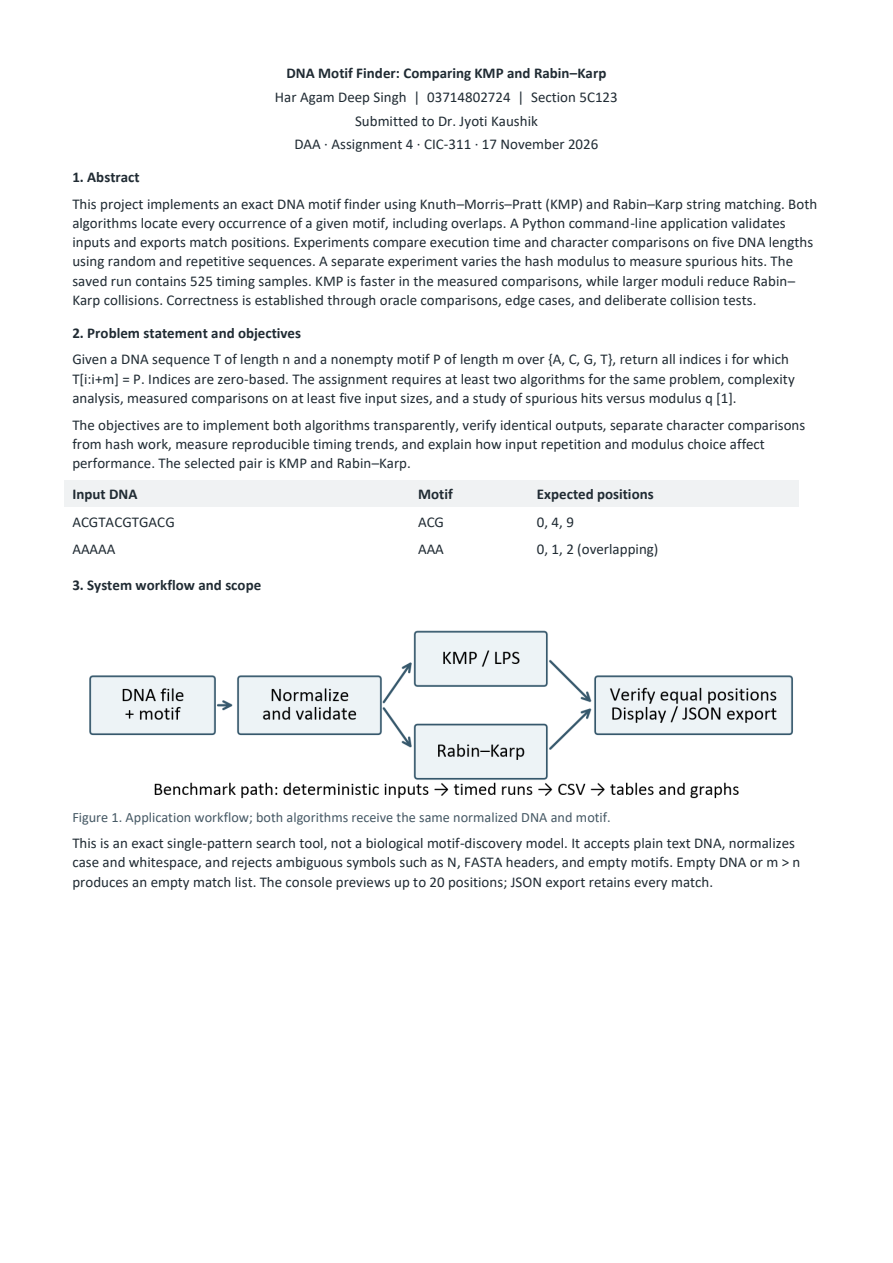 DNA Motif Finder: Comparing KMP and Rabin–Karp
Har Agam Deep Singh | 03714802724 | Section 5C123
Submitted to Dr. Jyoti Kaushik
DAA · Assignment 4 · CIC-311 · 17 November 2026
1. Abstract
This project implements an exact DNA motif finder using Knuth–Morris–Pratt (KMP) and Rabin–Karp string matching. Both
algorithms locate every occurrence of a given motif, including overlaps. A Python command-line application validates
inputs and exports match positions. Experiments compare execution time and character comparisons on five DNA lengths
using random and repetitive sequences. A separate experiment varies the hash modulus to measure spurious hits. The
saved run contains 525 timing samples. KMP is faster in the measured comparisons, while larger moduli reduce Rabin–
Karp collisions. Correctness is established through oracle comparisons, edge cases, and deliberate collision tests.
2. Problem statement and objectives
Given a DNA sequence T of length n and a nonempty motif P of length m over {A, C, G, T}, return all indices i for which
T[i:i+m] = P. Indices are zero-based. The assignment requires at least two algorithms for the same problem, complexity
analysis, measured comparisons on at least five input sizes, and a study of spurious hits versus modulus q [1].
The objectives are to implement both algorithms transparently, verify identical outputs, separate character comparisons
from hash work, measure reproducible timing trends, and explain how input repetition and modulus choice affect
performance. The selected pair is KMP and Rabin–Karp.
Input DNA Motif Expected positions
ACGTACGTGACG ACG 0, 4, 9
AAAAA AAA 0, 1, 2 (overlapping)
3. System workflow and scope
KMP / LPS
DNA file
+ motif
Normalize
and validate
Verify equal positions
Display / JSON export
Rabin–Karp
Benchmark path: deterministic inputs → timed runs → CSV → tables and graphs
Figure 1. Application workflow; both algorithms receive the same normalized DNA and motif.
This is an exact single-pattern search tool, not a biological motif-discovery model. It accepts plain text DNA, normalizes
case and whitespace, and rejects ambiguous symbols such as N, FASTA headers, and empty motifs. Empty DNA or m > n
produces an empty match list. The console previews up to 20 positions; JSON export retains every match.